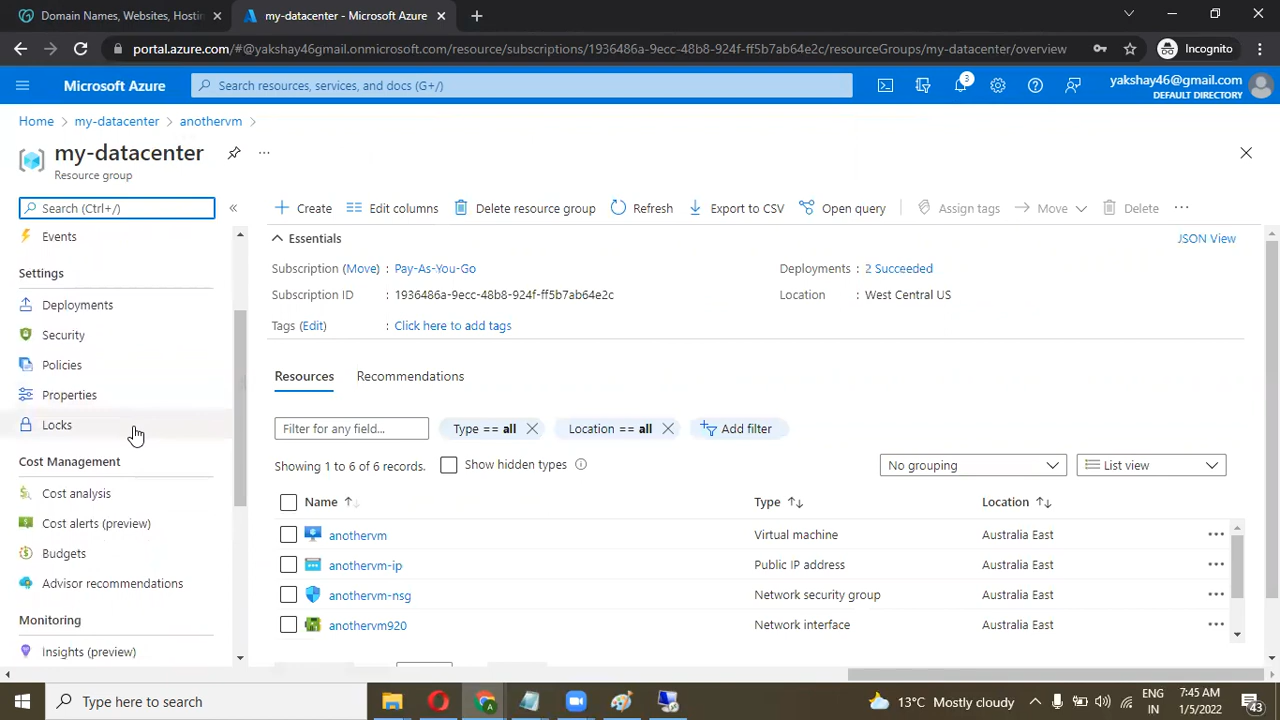 Domain Names, Websites, Hostin
my-datacenter - Microsoft Azure
portal.azure.com/#@yakshay46gmail.onmicrosoft.com/resource/subscriptions/1936486a-9ecc-48b8-924f-ff5b7ab64e2c/resourceGroups/my-datacenter/overview
Incognito
Microsoft Azure
Search resources, services, and docs (G+/)
3
yakshay46@gmail.com
DEFAULT DIRECTORY
Home > my-datacenter > anothervm >
my-datacenter
Resource group
Search (Ctrl+/)
Create
Edit columns
Delete resource group
Refresh
Export to CSV
Open query
Assign tags
Move
Delete
Events
Settings
Deployments
Security
Policies
Properties
Locks
Cost Management
Cost analysis
Cost alerts (preview)
Budgets
Advisor recommendations
Monitoring
Insights (preview)
Essentials
JSON View
Subscription (Move) : Pay-As-You-Go
Deployments : 2 Succeeded
Subscription ID : 1936486a-9ecc-48b8-924f-ff5b7ab64e2c
Location : West Central US
Tags (Edit) : Click here to add tags
Resources
Recommendations
Filter for any field...
Type == all
Location == all
Add filter
Showing 1 to 6 of 6 records.
Show hidden types
No grouping
List view
Name
Type
Location
anothervm
Virtual machine
Australia East
anothervm-ip
Public IP address
Australia East
anothervm-nsg
Network security group
Australia East
anothervm920
Network interface
Australia East
Type here to search
13°C Mostly cloudy
ENG
IN
7:45 AM
1/5/2022
43